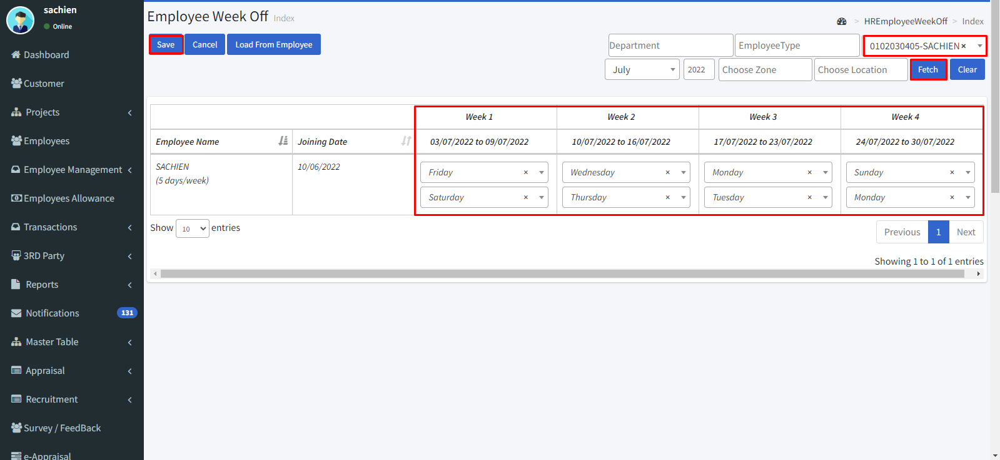 sachien
Online
Dashboard
Customer
Projects
Employees
Employee Management
Employees Allowance
Transactions
3RD Party
Reports
Notifications 131
Master Table
Appraisal
Recruitment
Survey / FeedBack
e-Appraisal
Employee Week Off Index
> HREmployeeWeekOff > Index
Save Cancel Load From Employee
Department EmployeeType 0102030405-SACHIEN ×
July 2022 Choose Zone Choose Location Fetch Clear
Week 1 Week 2 Week 3 Week 4
Employee Name Joining Date 03/07/2022 to 09/07/2022 10/07/2022 to 16/07/2022 17/07/2022 to 23/07/2022 24/07/2022 to 30/07/2022
SACHIEN 10/06/2022 Friday × Wednesday × Monday × Sunday ×
(5 days/week) Saturday × Thursday × Tuesday × Monday ×
Show 10 entries
Previous 1 Next
Showing 1 to 1 of 1 entries